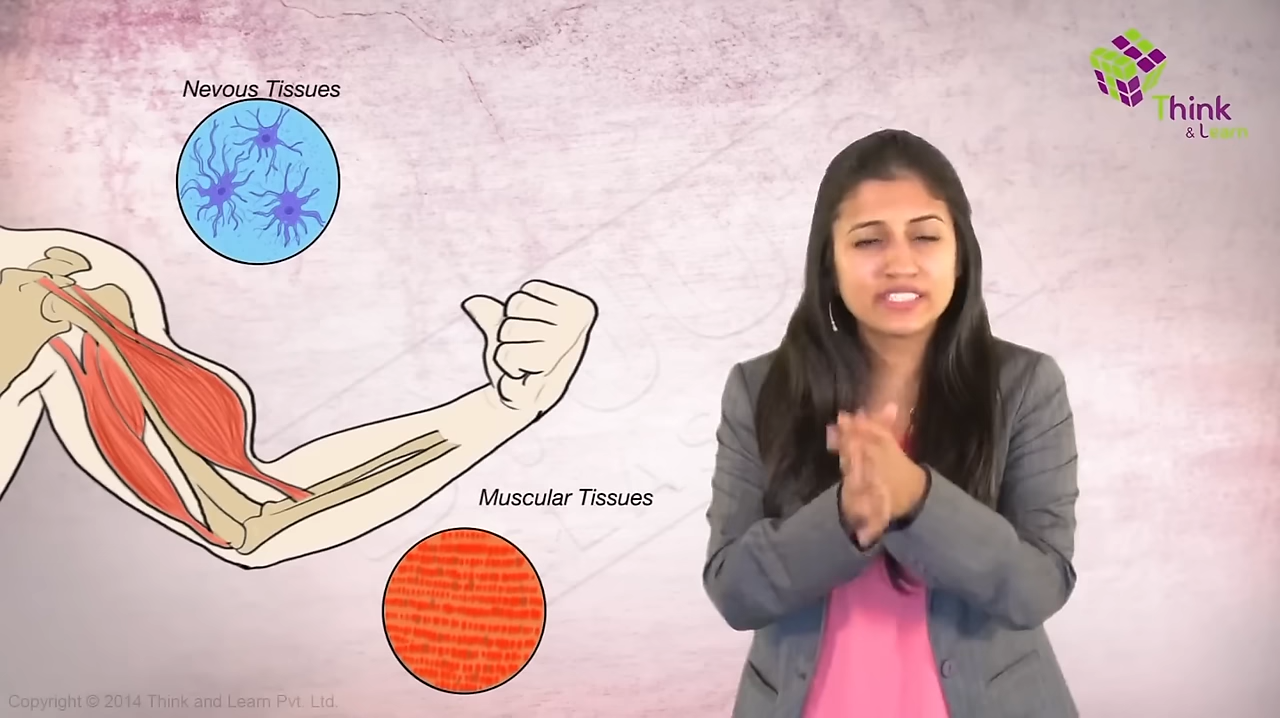 Nevous Tissues
Think
& Learn
Muscular Tissues
Copyright © 2014 Think and Learn Pvt. Ltd.